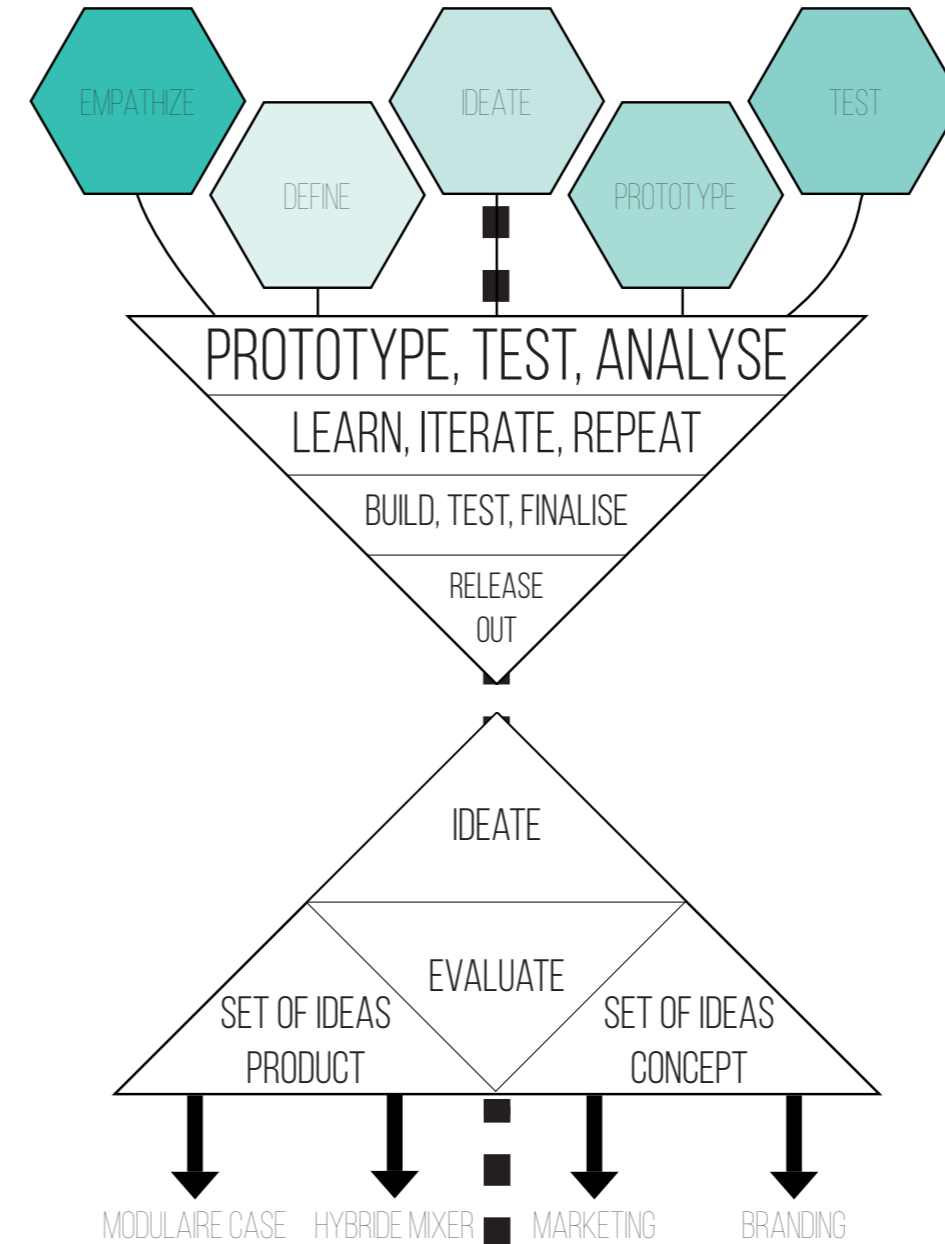 EMPATHIZE
IDEATE
TEST
DEFINE
PROTOTYPE
PROTOTYPE, TEST, ANALYSE
LEARN, ITERATE, REPEAT
BUILD, TEST, FINALISE
RELEASE
OUT
IDEATE
EVALUATE
SET OF IDEAS
PRODUCT
SET OF IDEAS
CONCEPT
MODULAIRE CASE
HYBRIDE MIXER
MARKETING
BRANDING